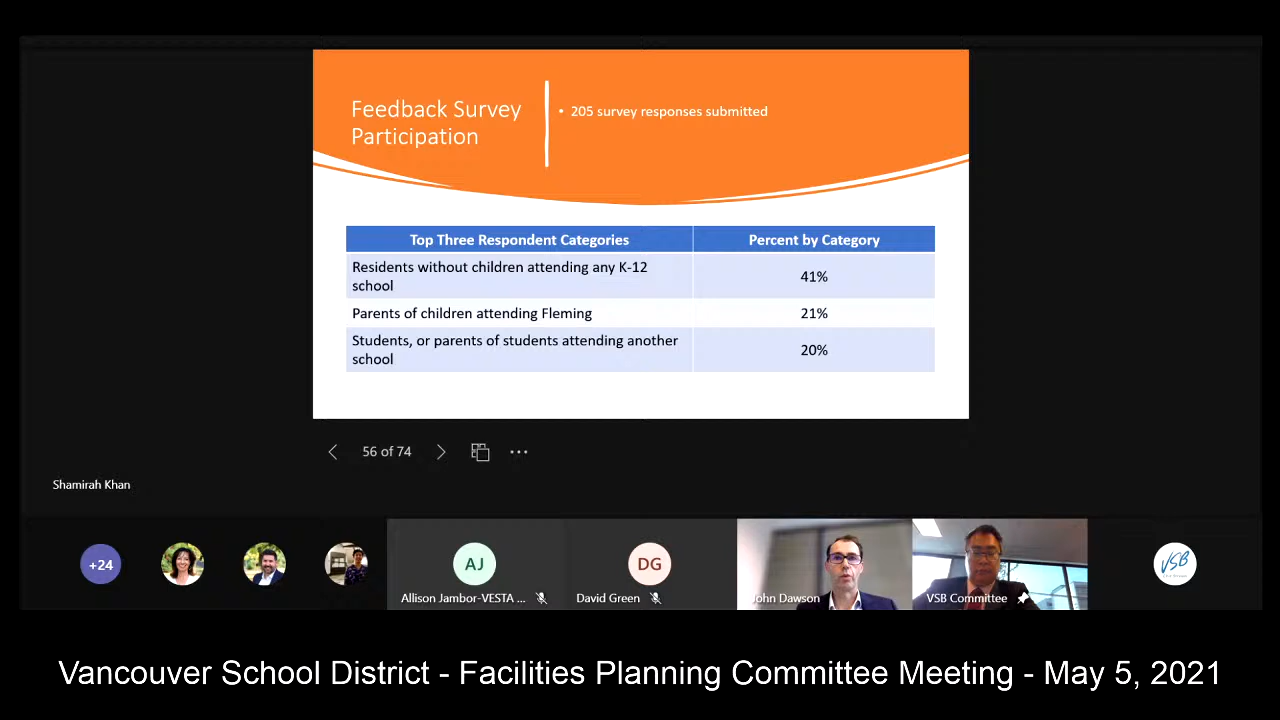 Feedback Survey
Participation
• 205 survey responses submitted
Top Three Respondent Categories
Percent by Category
Residents without children attending any K-12
school
41%
Parents of children attending Fleming
21%
Students, or parents of students attending another
school
20%
56 of 74
Shamirah Khan
+24
AJ
Allison Jambor-VESTA ...
DG
David Green
John Dawson
VSB Committee
VSB
Vancouver School District - Facilities Planning Committee Meeting - May 5, 2021